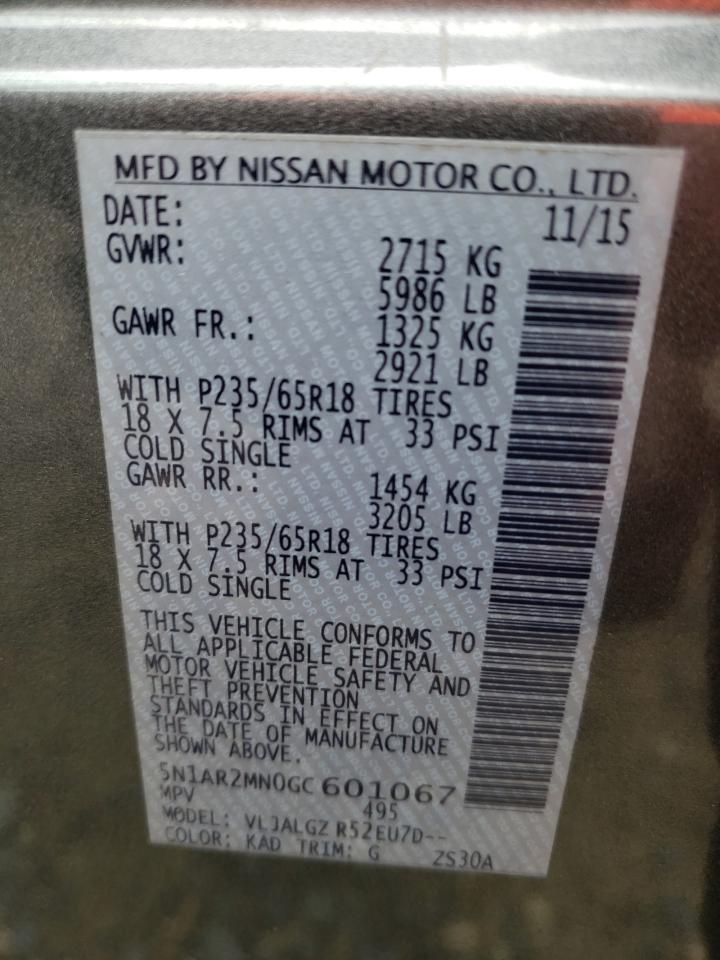 MFD BY NISSAN MOTOR CO., LTD.
DATE: 11/15
GVWR: 2715 KG
5986 LB
GAWR FR.: 1325 KG
2921 LB
WITH P235/65R18 TIRES
18 X 7.5 RIMS AT 33 PSI
COLD SINGLE
GAWR RR.: 1454 KG
3205 LB
WITH P235/65R18 TIRES
18 X 7.5 RIMS AT 33 PSI
COLD SINGLE
THIS VEHICLE CONFORMS TO
ALL APPLICABLE FEDERAL
MOTOR VEHICLE SAFETY AND
THEFT PREVENTION
STANDARDS IN EFFECT ON
THE DATE OF MANUFACTURE
SHOWN ABOVE.
5N1AR2MN0GC601067
MPV 495
MODEL: VLJALGZ R52EU7D--
COLOR: KAD TRIM: G ZS30A